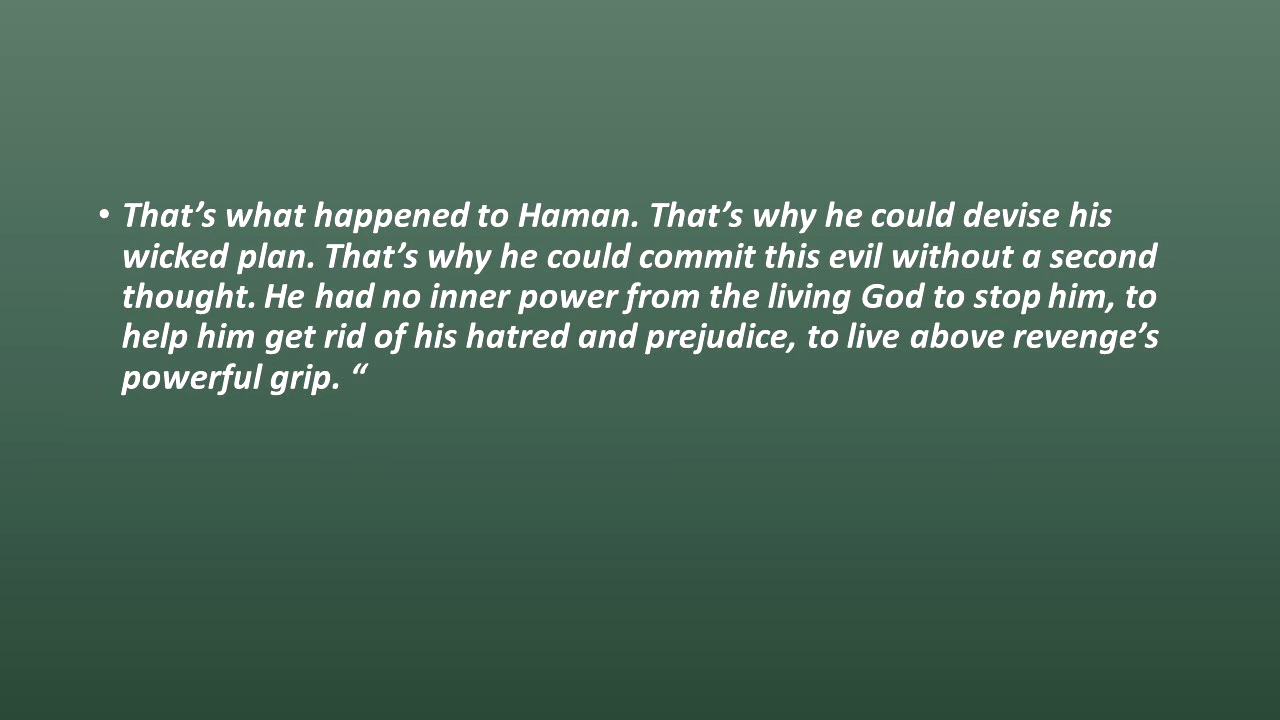 • That’s what happened to Haman. That’s why he could devise his
wicked plan. That’s why he could commit this evil without a second
thought. He had no inner power from the living God to stop him, to
help him get rid of his hatred and prejudice, to live above revenge’s
powerful grip. “